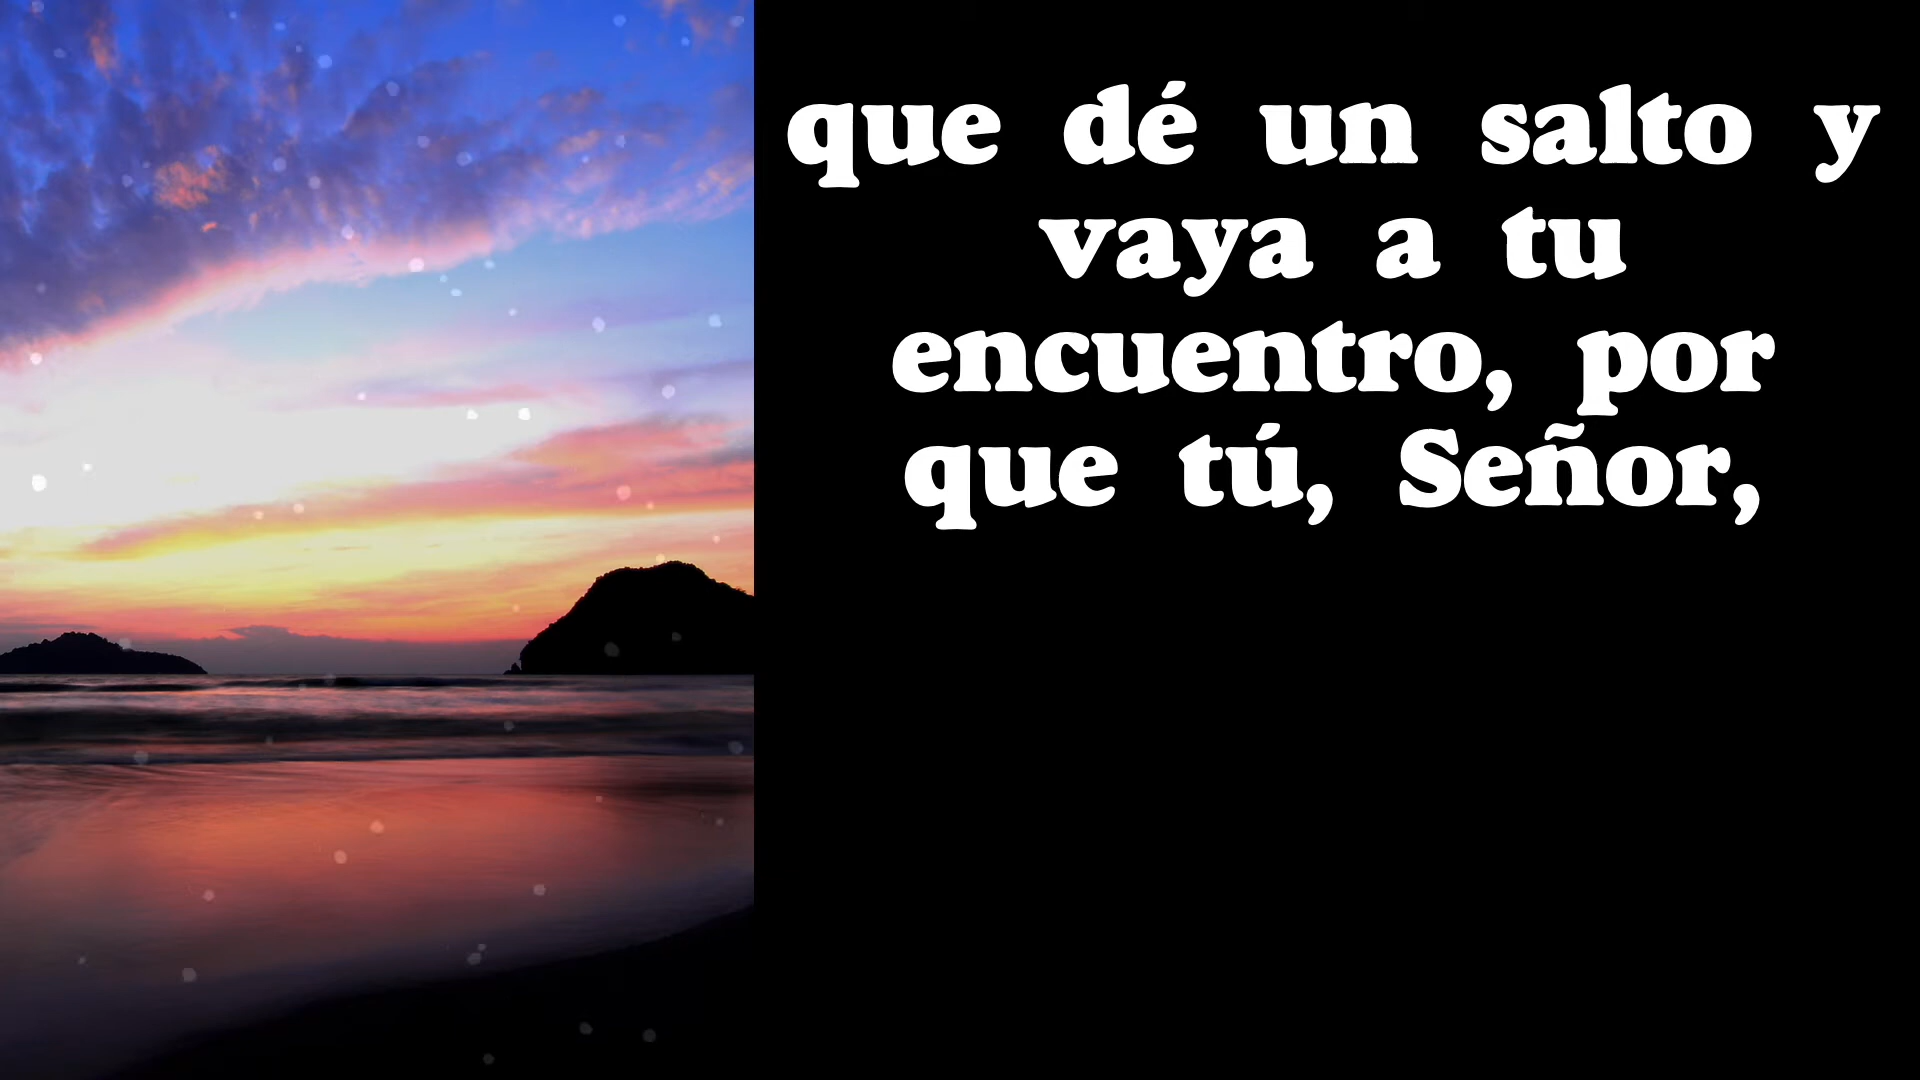 que dé un salto y
vaya a tu
encuentro, por
que tú, Señor,